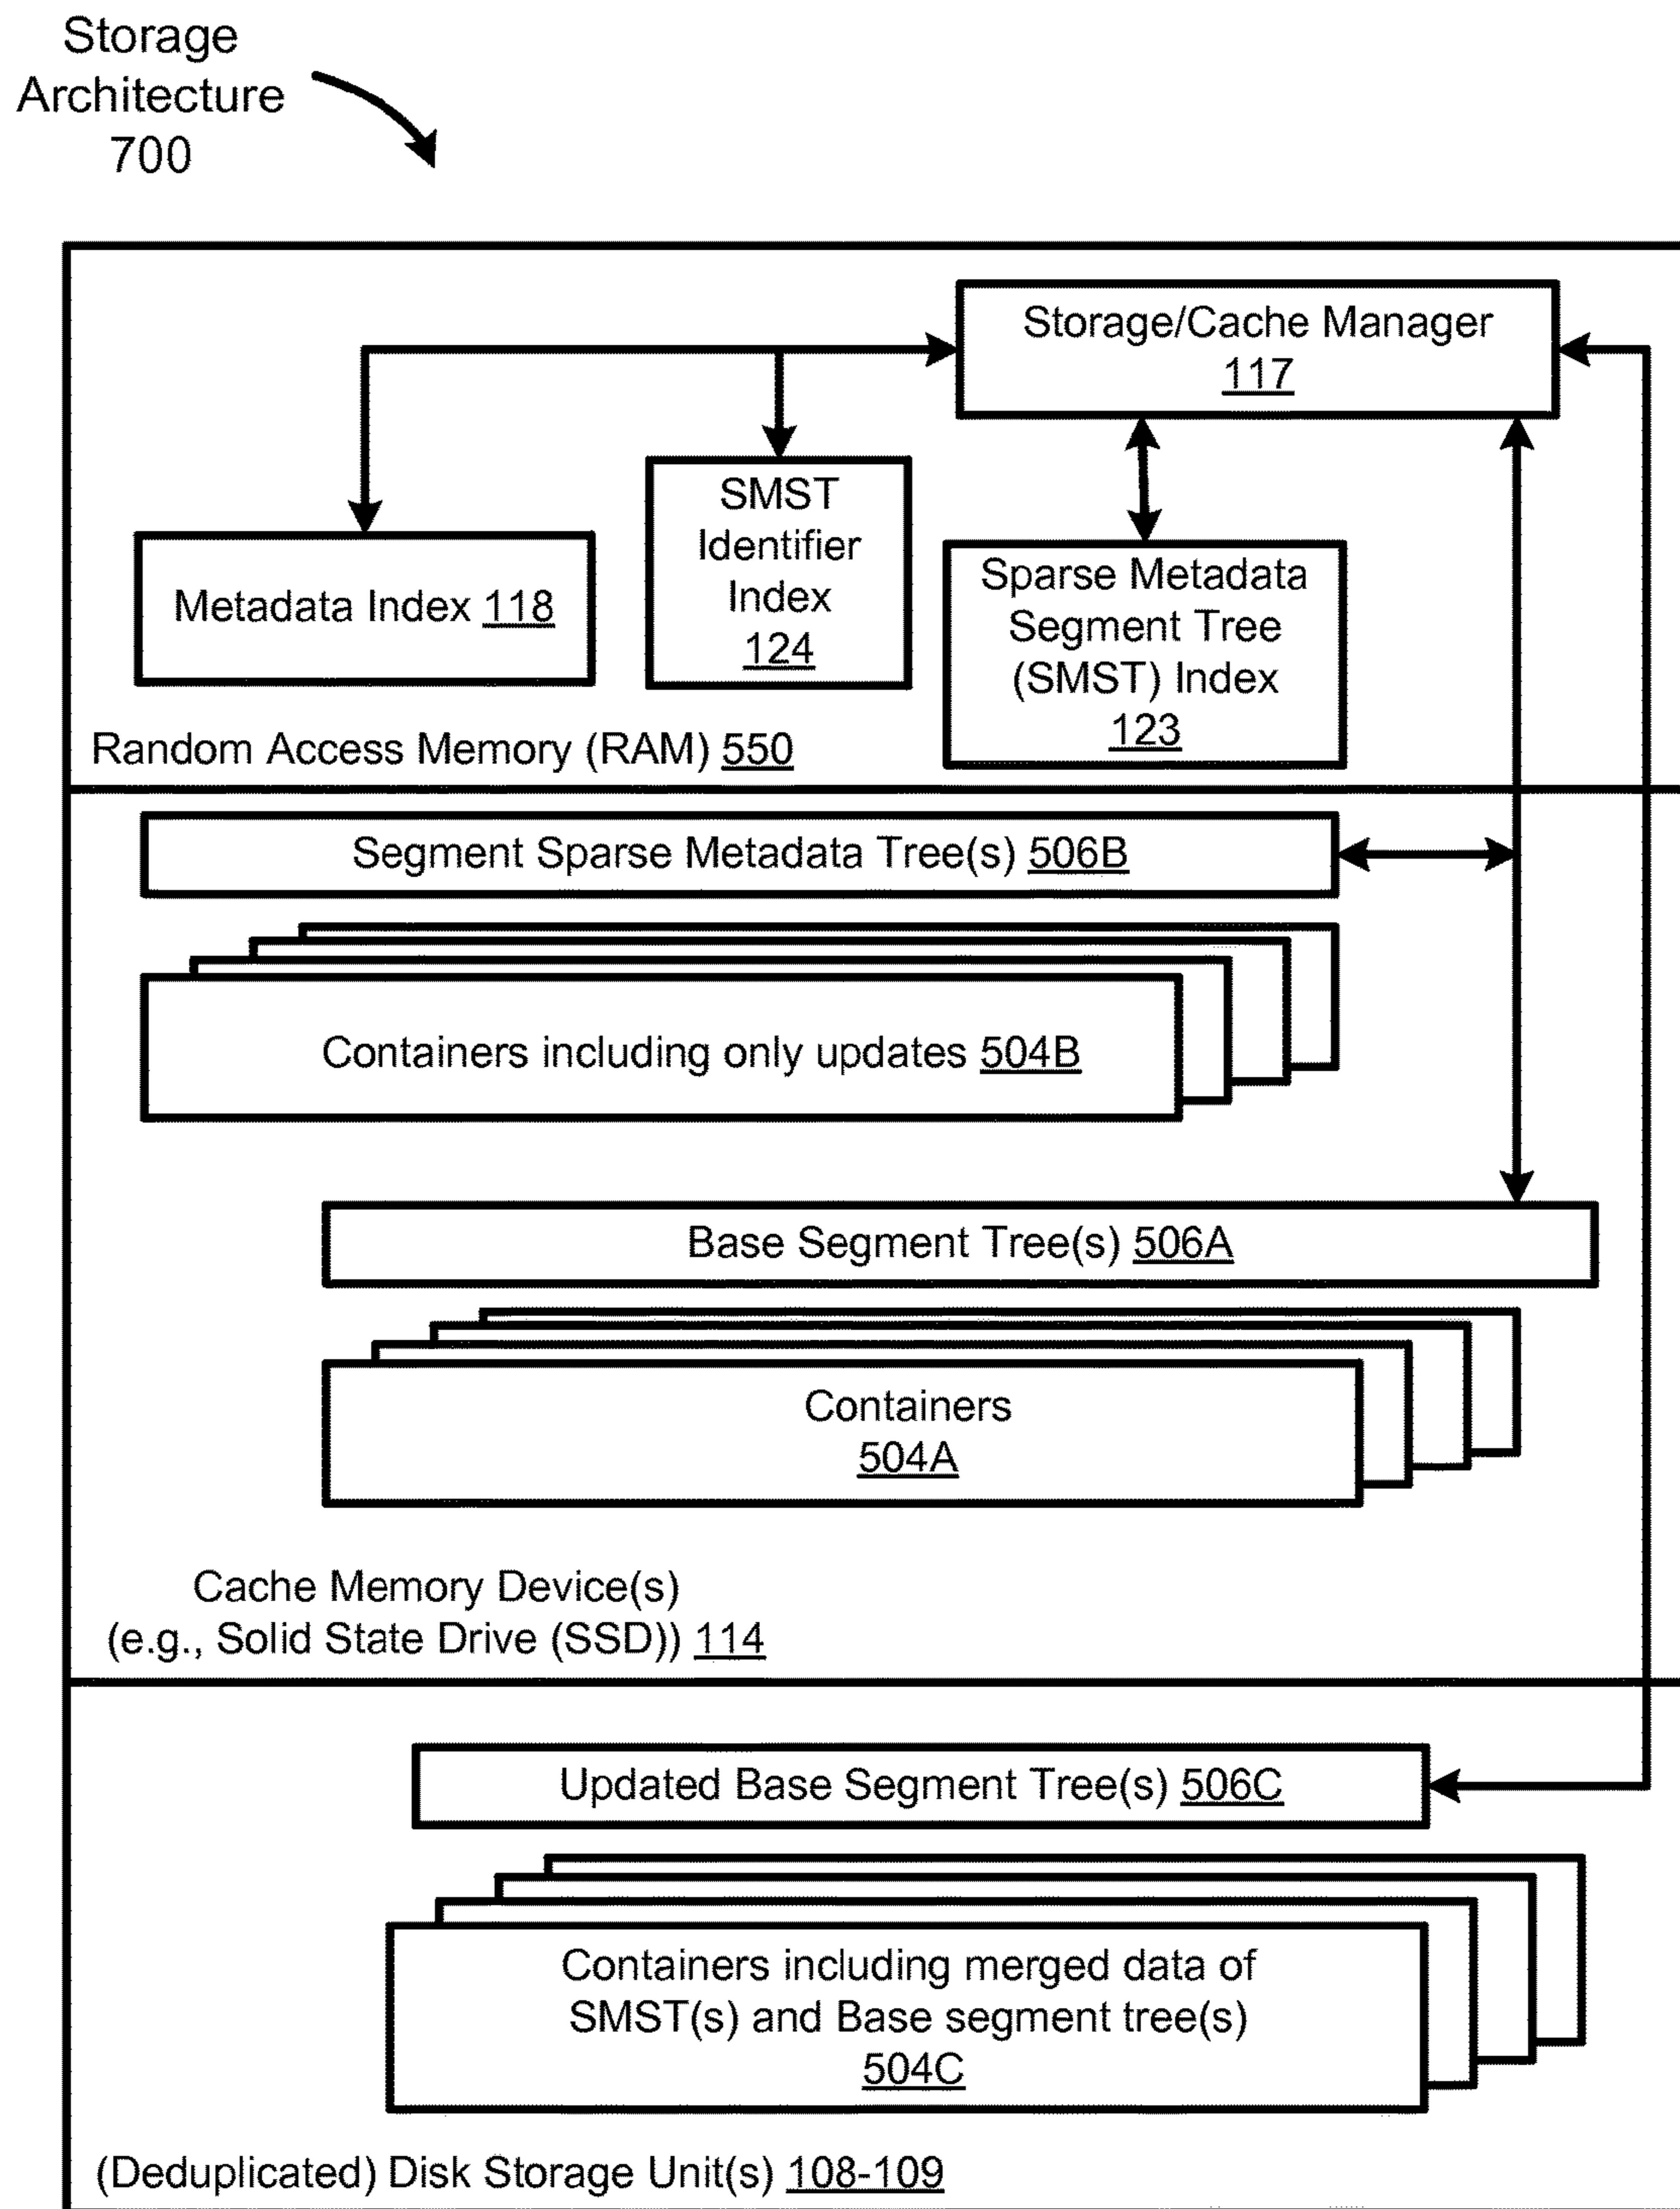 Storage
Architecture
700
Storage/Cache Manager
117
Metadata Index 118
SMST
Identifier
Index
124
Sparse Metadata
Segment Tree
(SMST) Index
123
Random Access Memory (RAM) 550
Segment Sparse Metadata Tree(s) 506B
Containers including only updates 504B
Base Segment Tree(s) 506A
Containers
504A
Cache Memory Device(s)
(e.g., Solid State Drive (SSD)) 114
Updated Base Segment Tree(s) 506C
Containers including merged data of
SMST(s) and Base segment tree(s)
504C
(Deduplicated) Disk Storage Unit(s) 108-109